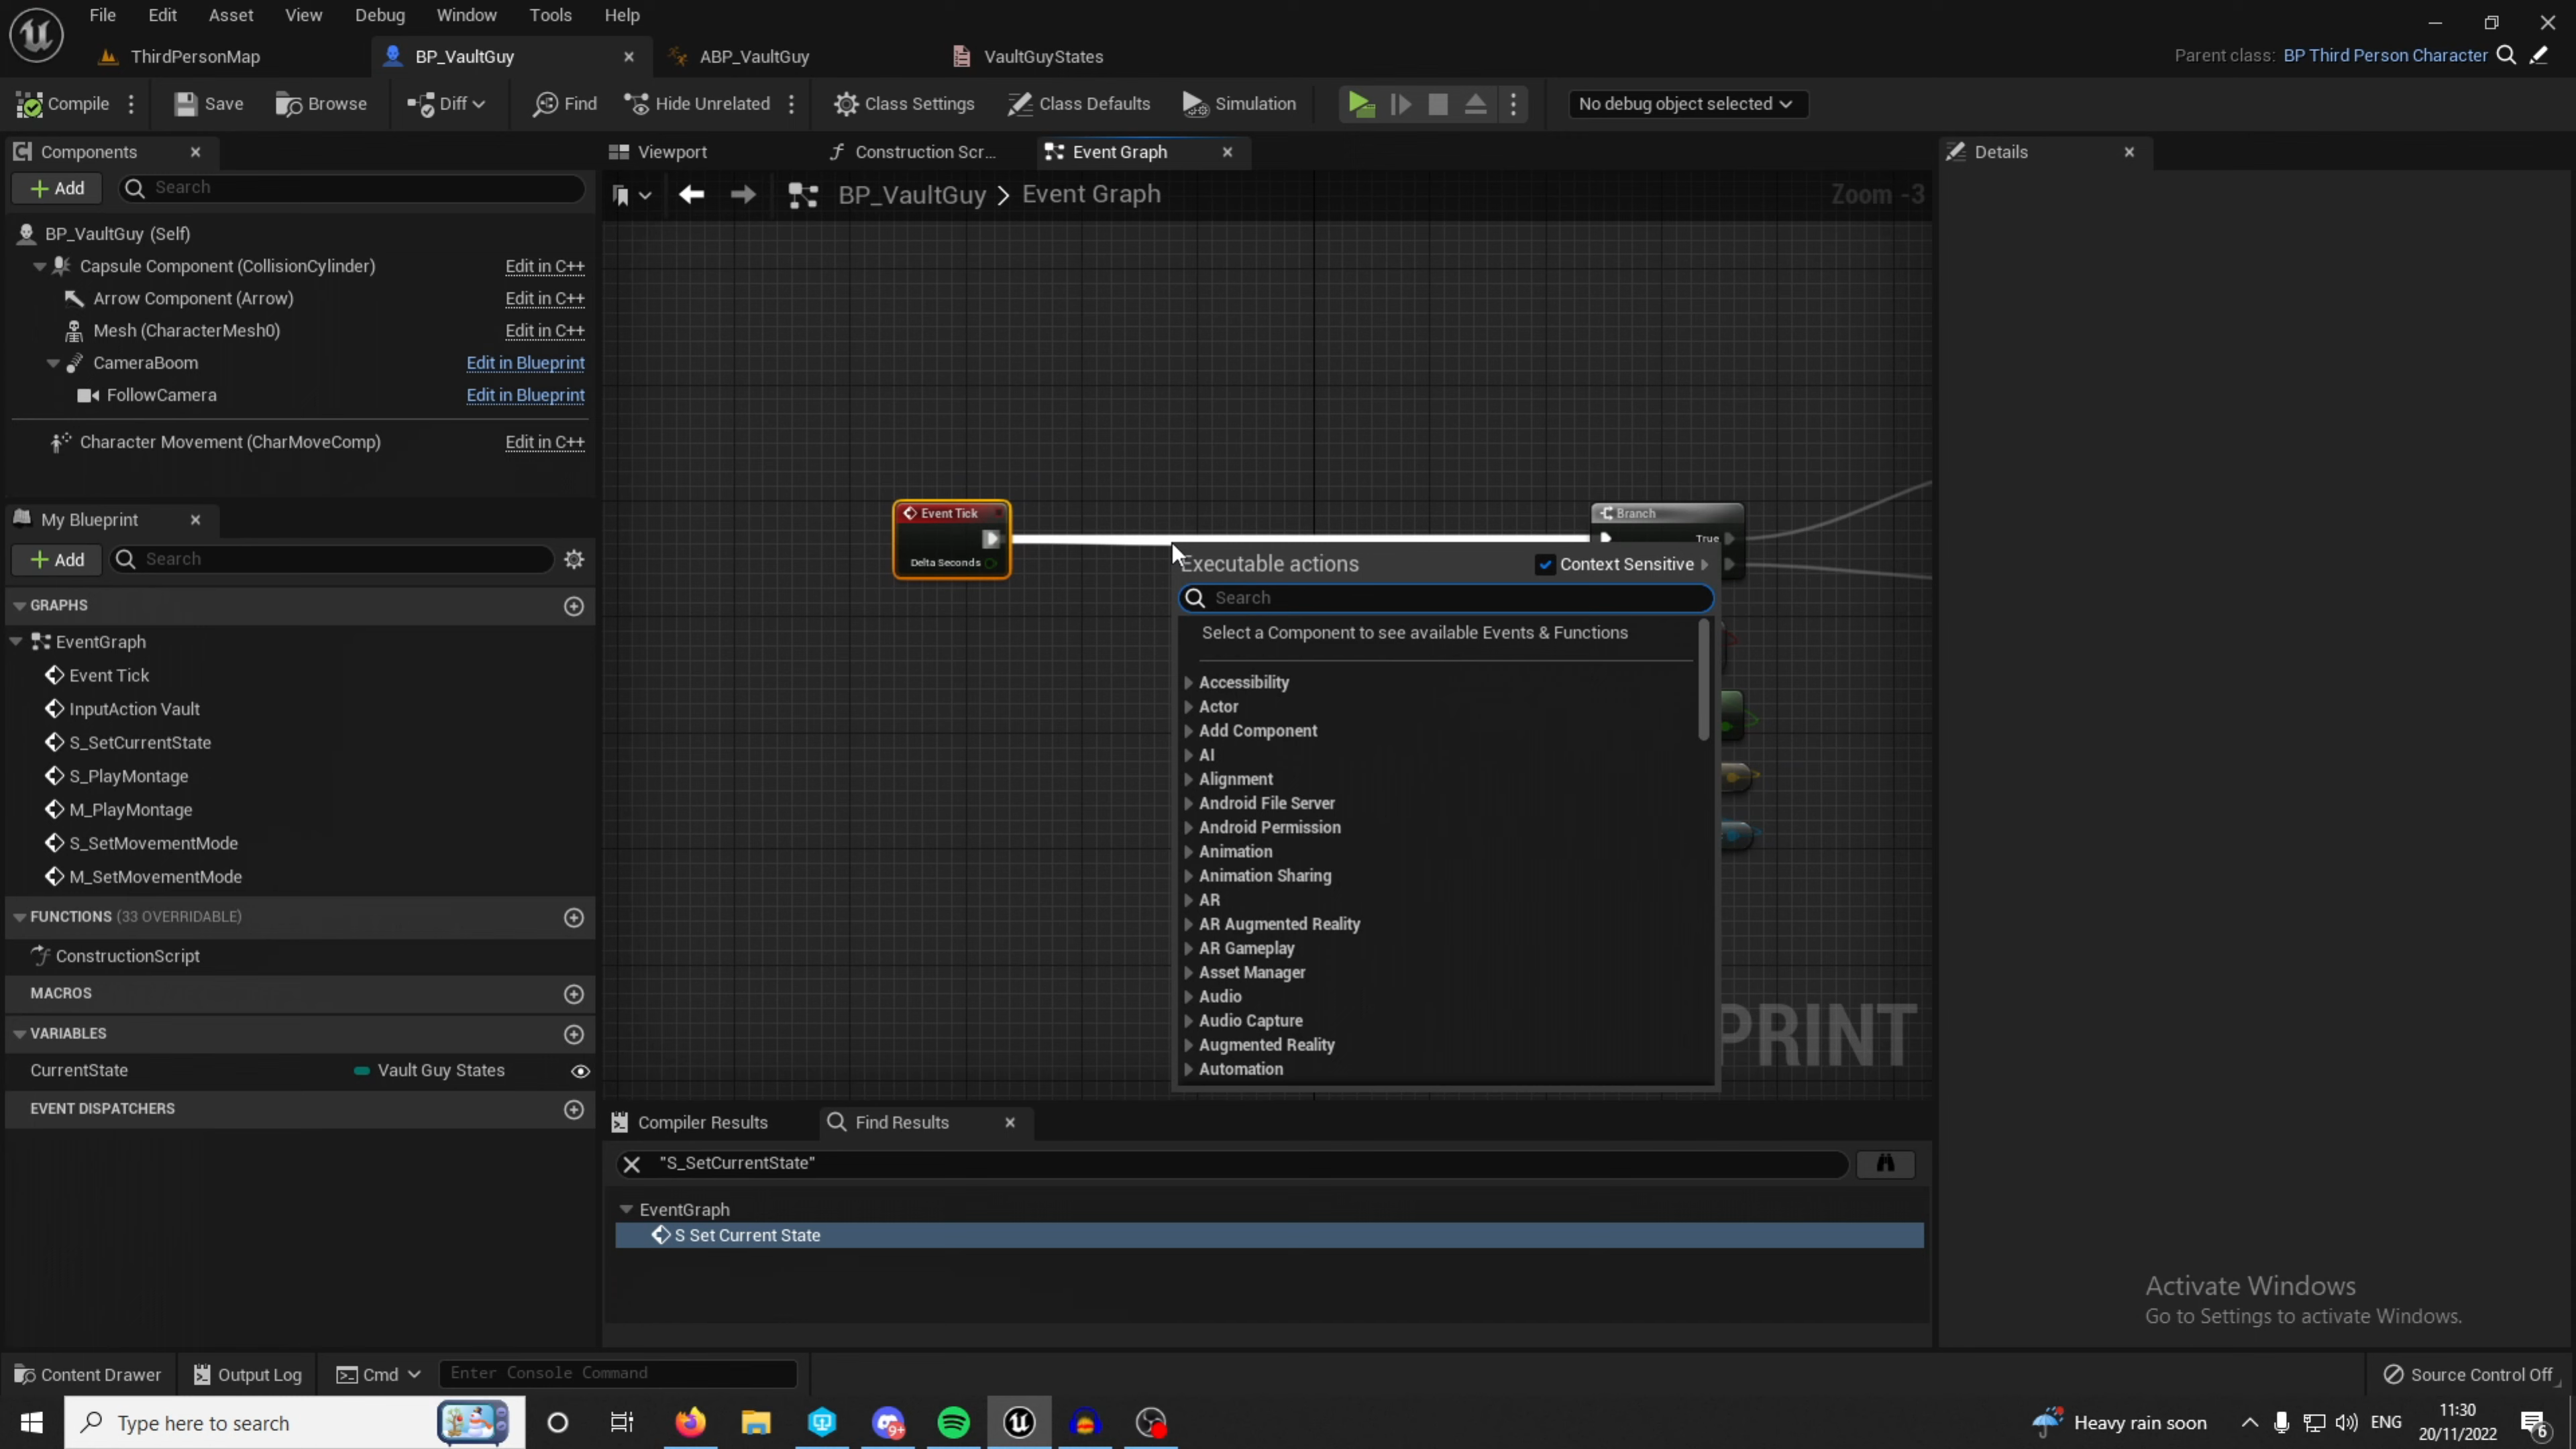 File Edit Asset View Debug Window Tools Help
ThirdPersonMap BP_VaultGuy ABP_VaultGuy VaultGuyStates Parent class: BP Third Person Character
Compile Save Browse Diff Find Hide Unrelated Class Settings Class Defaults Simulation No debug object selected
Components
Add Search
BP_VaultGuy (Self)
Capsule Component (CollisionCylinder) Edit in C++
Arrow Component (Arrow) Edit in C++
Mesh (CharacterMesh0) Edit in C++
CameraBoom Edit in Blueprint
FollowCamera Edit in Blueprint
Character Movement (CharMoveComp) Edit in C++
My Blueprint
Add Search
GRAPHS
EventGraph
Event Tick
InputAction Vault
S_SetCurrentState
S_PlayMontage
M_PlayMontage
S_SetMovementMode
M_SetMovementMode
FUNCTIONS (33 OVERRIDABLE)
ConstructionScript
MACROS
VARIABLES
CurrentState Vault Guy States
EVENT DISPATCHERS
Viewport Construction Scr... Event Graph
BP_VaultGuy > Event Graph Zoom -3
Event Tick
Delta Seconds
Branch
True
Executable actions Context Sensitive
Search
Select a Component to see available Events & Functions
Accessibility
Actor
Add Component
AI
Alignment
Android File Server
Android Permission
Animation
Animation Sharing
AR
AR Augmented Reality
AR Gameplay
Asset Manager
Audio
Audio Capture
Augmented Reality
Automation
PRINT
Compiler Results Find Results
"S_SetCurrentState"
EventGraph
S Set Current State
Details
Activate Windows
Go to Settings to activate Windows.
Content Drawer Output Log Cmd Enter Console Command Source Control Off
Type here to search 9+ Heavy rain soon ENG 11:30
20/11/2022 6